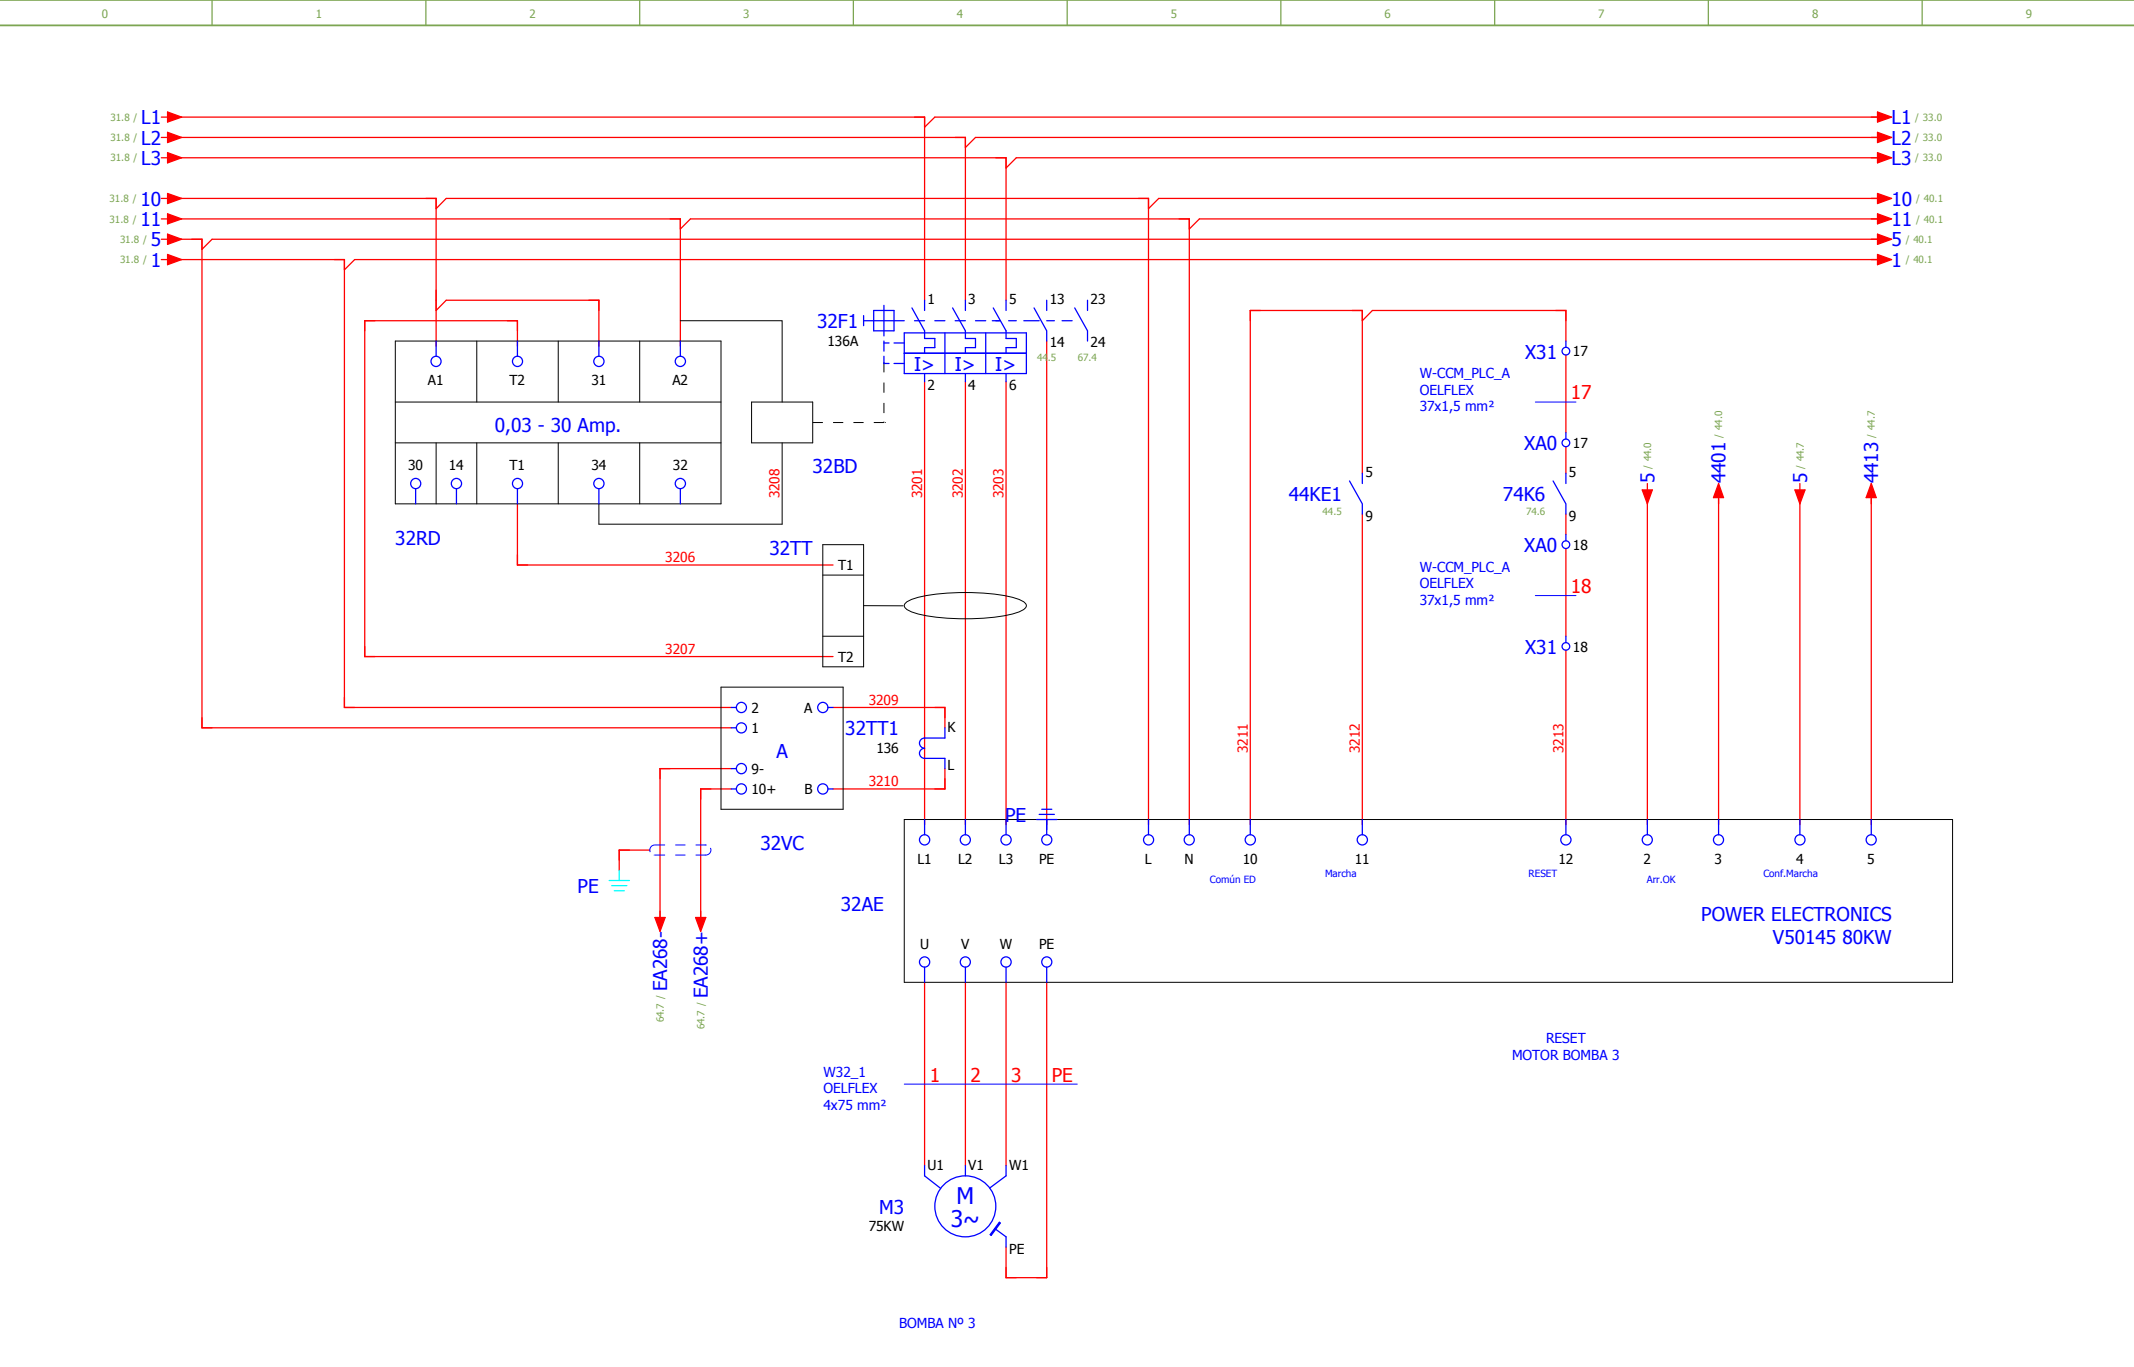 0 1 2 3 4 5 6 7 8 9
31.8 / L1 L1 / 33.0
31.8 / L2 L2 / 33.0
31.8 / L3 L3 / 33.0
31.8 / 10 10 / 40.1
31.8 / 11 11 / 40.1
31.8 / 5 5 / 40.1
31.8 / 1 1 / 40.1
A1 T2 31 A2
0,03 - 30 Amp.
30 14 T1 34 32
32RD
32BD
3208
32F1
136A
1 3 5 13 23
14 24
44.5 67.4
I> I> I>
2 4 6
3201 3202 3203
32TT
T1
T2
3206
3207
2 A
1
A
9-
10+ B
32VC
3209
32TT1
136
K
L
3210
PE
EA268-
64.7 /
EA268+
64.7 /
X31 17
W-CCM_PLC_A
OELFLEX
37x1,5 mm²
17
XA0 17
44KE1
44.5
5
9
74K6
74.6
5
9
XA0 18
W-CCM_PLC_A
OELFLEX
37x1,5 mm²
18
X31 18
5 / 44.0
4401 / 44.0
5 / 44.7
4413 / 44.7
3211 3212 3213
PE
L1 L2 L3 PE L N 10 11 12 2 3 4 5
Común ED Marcha RESET Arr.OK Conf.Marcha
32AE
POWER ELECTRONICS
V50145 80KW
U V W PE
RESET
MOTOR BOMBA 3
W32_1
OELFLEX
4x75 mm²
1 2 3 PE
U1 V1 W1
M3
75KW
M
3~
PE
BOMBA Nº 3